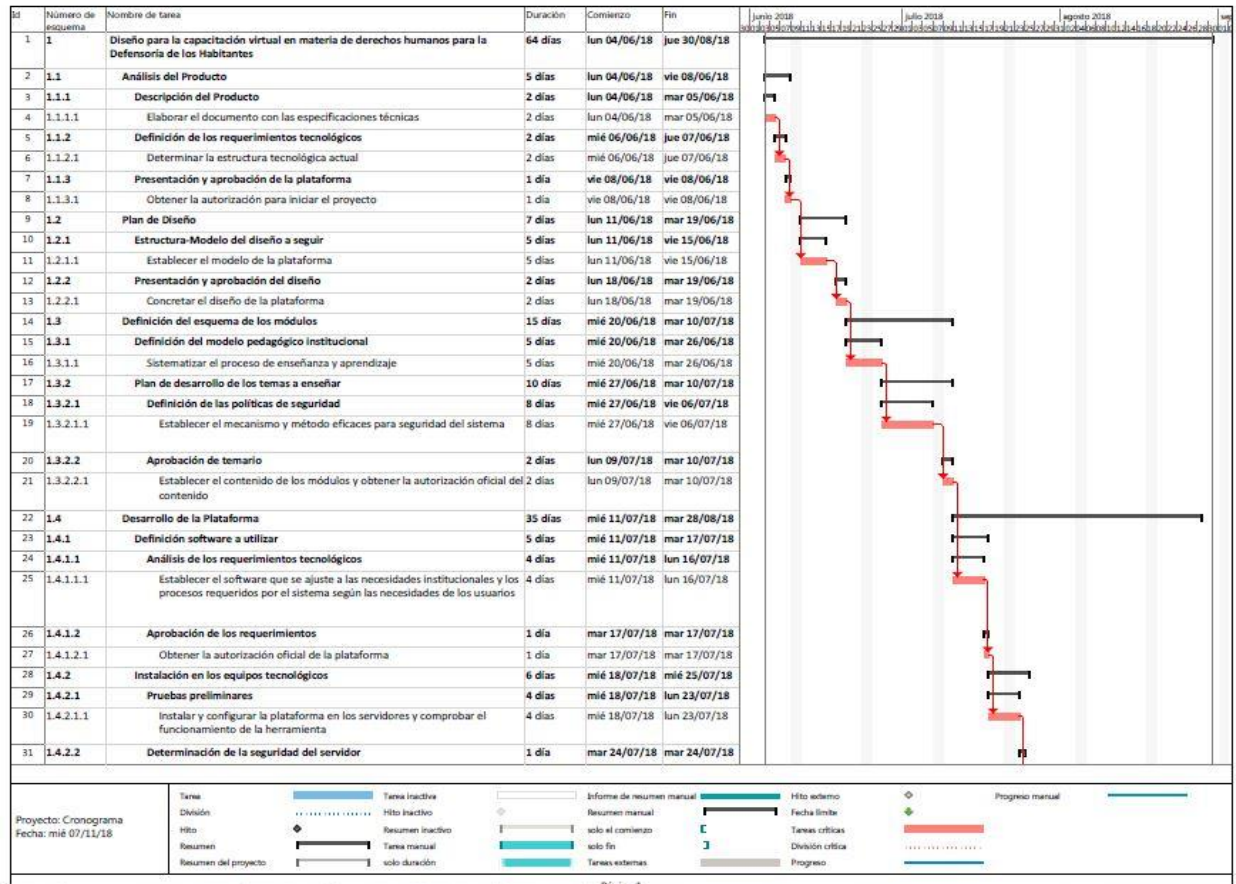 Id Número de esquema Nombre de tarea Duración Comienzo Fin
junio 2018 julio 2018 agosto 2018
1 1 Diseño para la capacitación virtual en materia de derechos humanos para la 64 días lun 04/06/18 jue 30/08/18
Defensoría de los Habitantes
2 1.1 Análisis del Producto 5 días lun 04/06/18 vie 08/06/18
3 1.1.1 Descripción del Producto 2 días lun 04/06/18 mar 05/06/18
4 1.1.1.1 Elaborar el documento con las especificaciones técnicas 2 días lun 04/06/18 mar 05/06/18
5 1.1.2 Definición de los requerimientos tecnológicos 2 días mié 06/06/18 jue 07/06/18
6 1.1.2.1 Determinar la estructura tecnológica actual 2 días mié 06/06/18 jue 07/06/18
7 1.1.3 Presentación y aprobación de la plataforma 1 día vie 08/06/18 vie 08/06/18
8 1.1.3.1 Obtener la autorización para iniciar el proyecto 1 día vie 08/06/18 vie 08/06/18
9 1.2 Plan de Diseño 7 días lun 11/06/18 mar 19/06/18
10 1.2.1 Estructura-Modelo del diseño a seguir 5 días lun 11/06/18 vie 15/06/18
11 1.2.1.1 Establecer el modelo de la plataforma 5 días lun 11/06/18 vie 15/06/18
12 1.2.2 Presentación y aprobación del diseño 2 días lun 18/06/18 mar 19/06/18
13 1.2.2.1 Concretar el diseño de la plataforma 2 días lun 18/06/18 mar 19/06/18
14 1.3 Definición del esquema de los módulos 15 días mié 20/06/18 mar 10/07/18
15 1.3.1 Definición del modelo pedagógico institucional 5 días mié 20/06/18 mar 26/06/18
16 1.3.1.1 Sistematizar el proceso de enseñanza y aprendizaje 5 días mié 20/06/18 mar 26/06/18
17 1.3.2 Plan de desarrollo de los temas a enseñar 10 días mié 27/06/18 mar 10/07/18
18 1.3.2.1 Definición de las políticas de seguridad 8 días mié 27/06/18 vie 06/07/18
19 1.3.2.1.1 Establecer el mecanismo y método eficaces para seguridad del sistema 8 días mié 27/06/18 vie 06/07/18
20 1.3.2.2 Aprobación de temario 2 días lun 09/07/18 mar 10/07/18
21 1.3.2.2.1 Establecer el contenido de los módulos y obtener la autorización oficial del 2 días lun 09/07/18 mar 10/07/18
contenido
22 1.4 Desarrollo de la Plataforma 35 días mié 11/07/18 mar 28/08/18
23 1.4.1 Definición software a utilizar 5 días mié 11/07/18 mar 17/07/18
24 1.4.1.1 Análisis de los requerimientos tecnológicos 4 días mié 11/07/18 lun 16/07/18
25 1.4.1.1.1 Establecer el software que se ajuste a las necesidades institucionales y los 4 días mié 11/07/18 lun 16/07/18
procesos requeridos por el sistema según las necesidades de los usuarios
26 1.4.1.2 Aprobación de los requerimientos 1 día mar 17/07/18 mar 17/07/18
27 1.4.1.2.1 Obtener la autorización oficial de la plataforma 1 día mar 17/07/18 mar 17/07/18
28 1.4.2 Instalación en los equipos tecnológicos 6 días mié 18/07/18 mié 25/07/18
29 1.4.2.1 Pruebas preliminares 4 días mié 18/07/18 lun 23/07/18
30 1.4.2.1.1 Instalar y configurar la plataforma en los servidores y comprobar el 4 días mié 18/07/18 lun 23/07/18
funcionamiento de la herramienta
31 1.4.2.2 Determinación de la seguridad del servidor 1 día mar 24/07/18 mar 24/07/18
Proyecto: Cronograma
Fecha: mié 07/11/18
Tarea Tarea inactiva Informe de resumen manual Hito externo Progreso manual
División Hito inactivo Resumen manual Fecha límite
Hito Resumen inactivo solo el comienzo Tareas críticas
Resumen Tarea manual solo fin División crítica
Resumen del proyecto solo duración Tareas externas Progreso